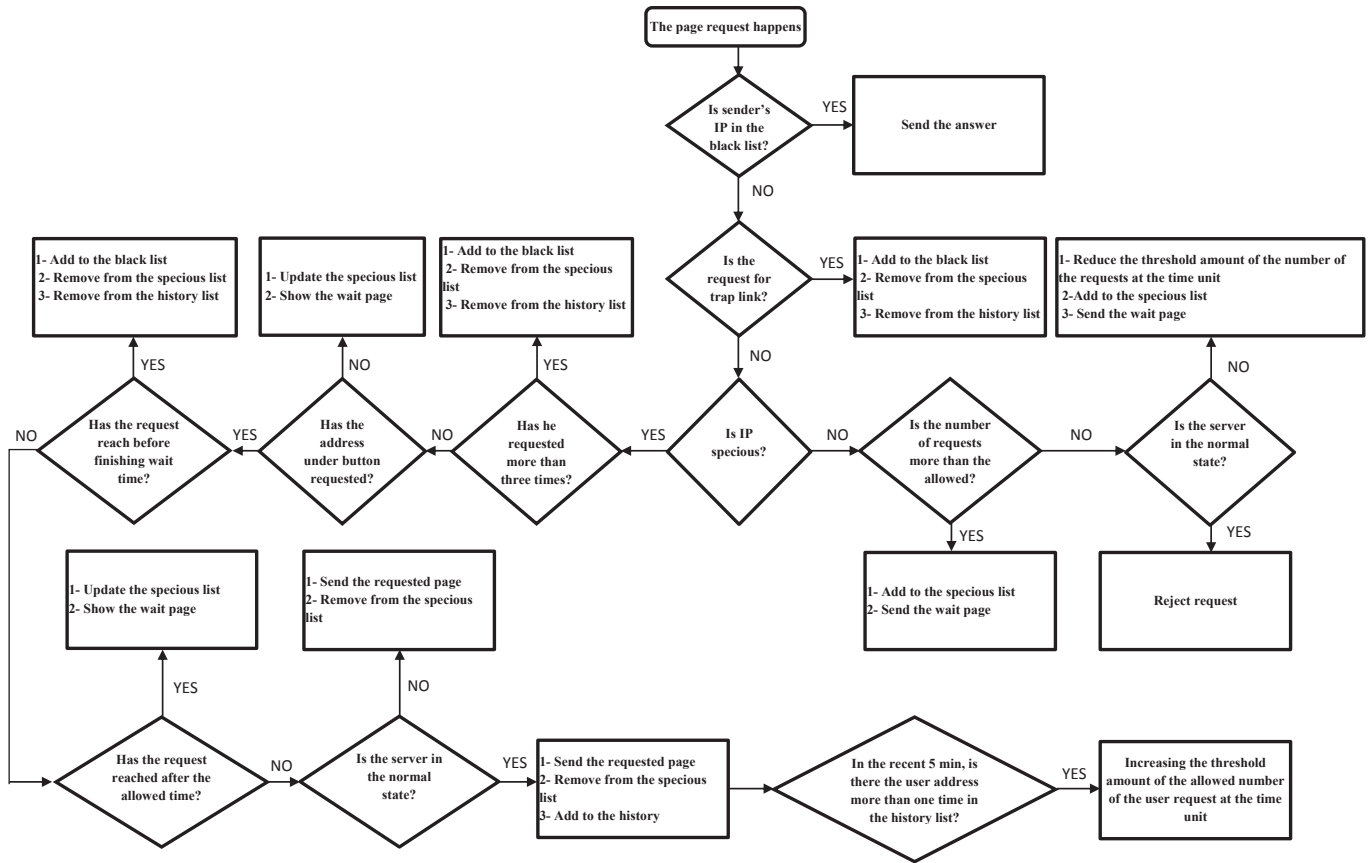 The page request happens
Is sender's
IP in the
black list?
YES
Send the answer
NO
Is the
request for
trap link?
YES
1- Add to the black list
2- Remove from the specious
list
3- Remove from the history list
1- Reduce the threshold amount of the number of
the requests at the time unit
2-Add to the specious list
3- Send the wait page
1- Add to the black list
2- Remove from the specious list
3- Remove from the history list
1- Update the specious list
2- Show the wait page
1- Add to the black list
2- Remove from the specious
list
3- Remove from the history list
YES
NO
YES
NO
NO
NO
Has the request
reach before
finishing wait
time?
YES
Has the
address
under button
requested?
NO
Has he
requested
more than
three times?
YES
Is IP
specious?
NO
Is the number
of requests
more than the
allowed?
NO
Is the server
in the normal
state?
YES
YES
1- Update the specious list
2- Show the wait page
1- Send the requested page
2- Remove from the specious
list
1- Add to the specious list
2- Send the wait page
Reject request
YES
NO
Has the request
reached after the
allowed time?
NO
Is the server in
the normal
state?
YES
1- Send the requested page
2- Remove from the specious
list
3- Add to the history
In the recent 5 min, is
there the user address
more than one time in
the history list?
YES
Increasing the threshold
amount of the allowed number
of the user request at the time
unit